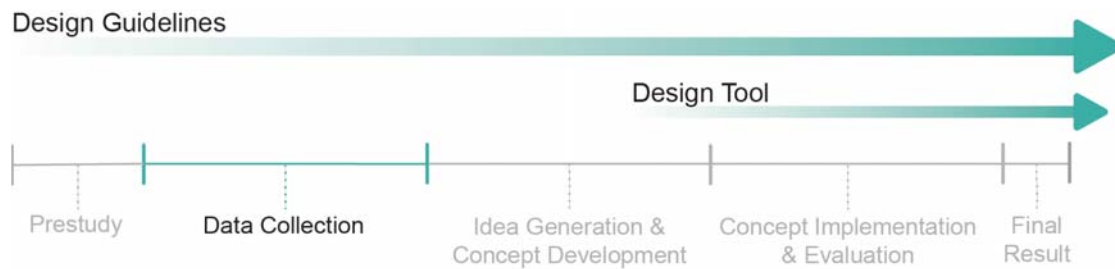 Design Guidelines
Design Tool
Prestudy
Data Collection
Idea Generation &
Concept Development
Concept Implementation
& Evaluation
Final
Result